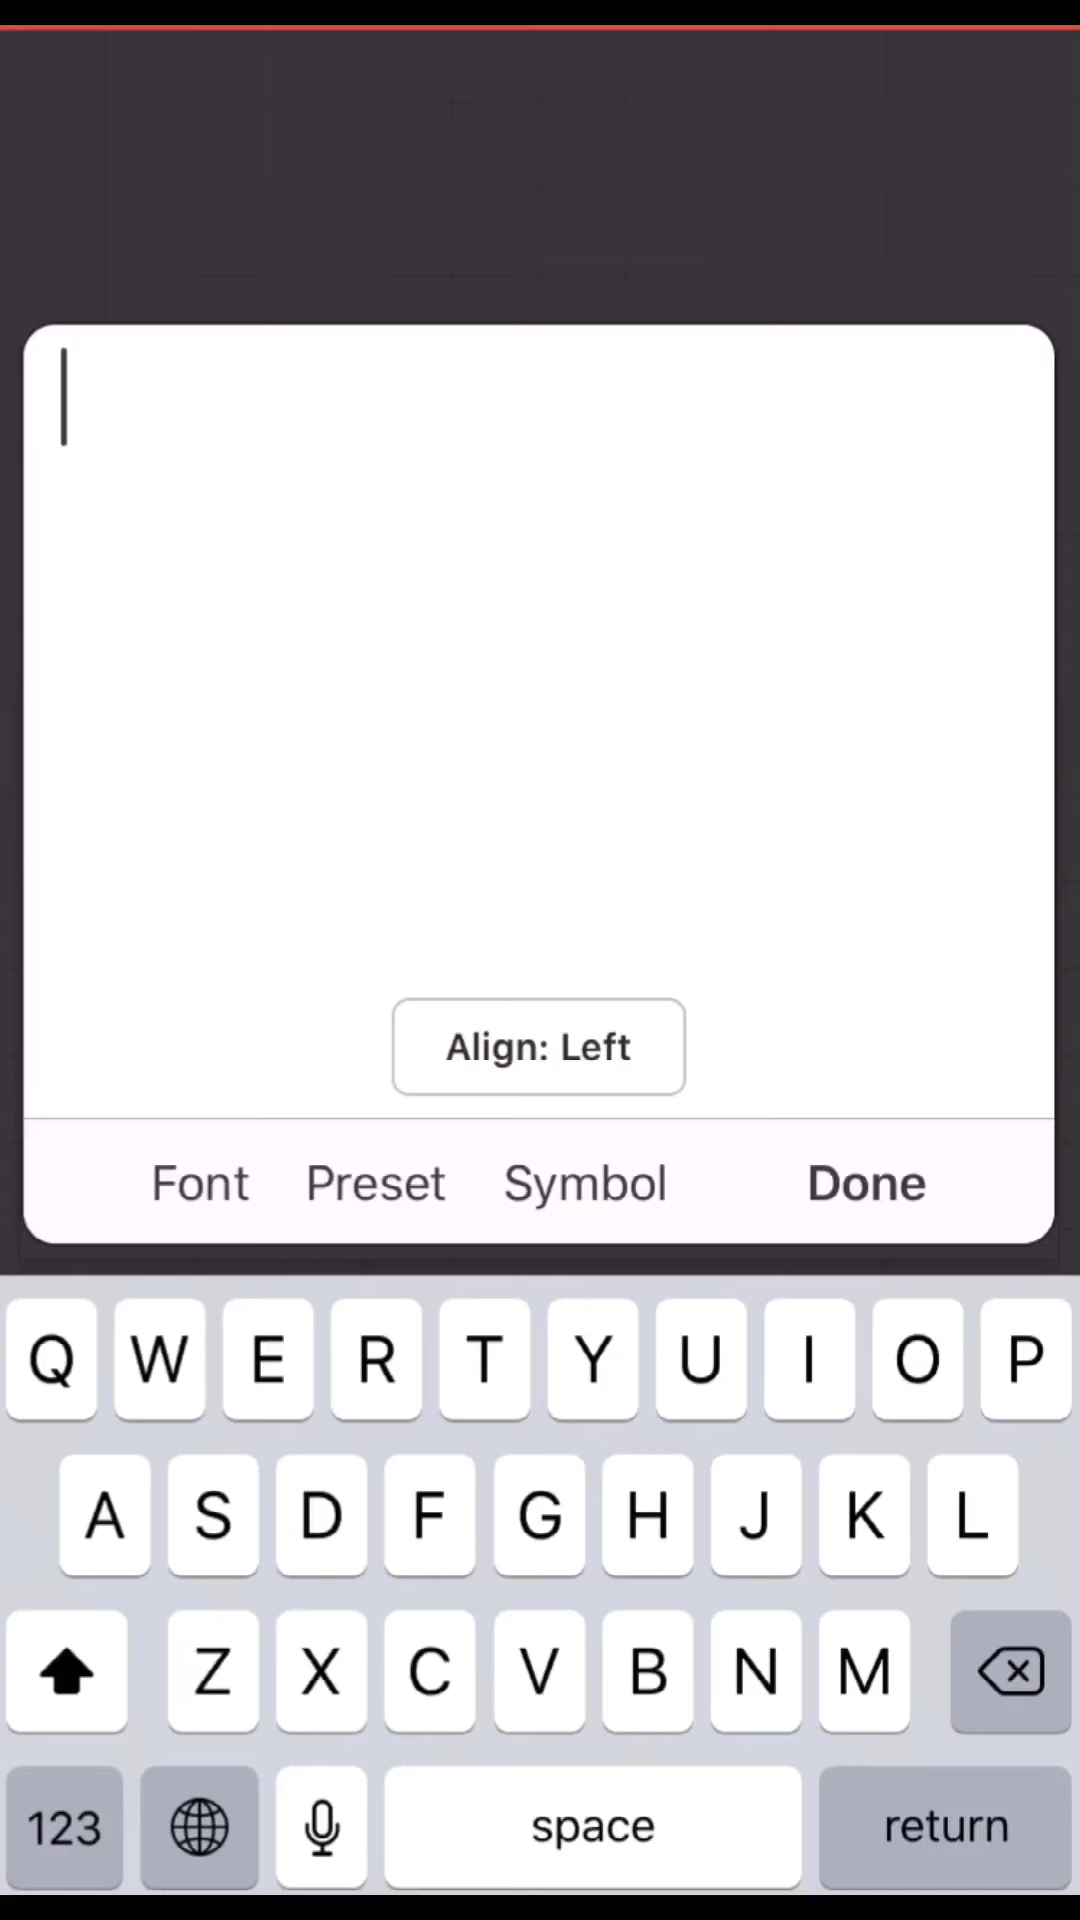 Align: Left
Font Preset Symbol Done
Q W E R T Y U I O P
A S D F G H J K L
Z X C V B N M
123 space return